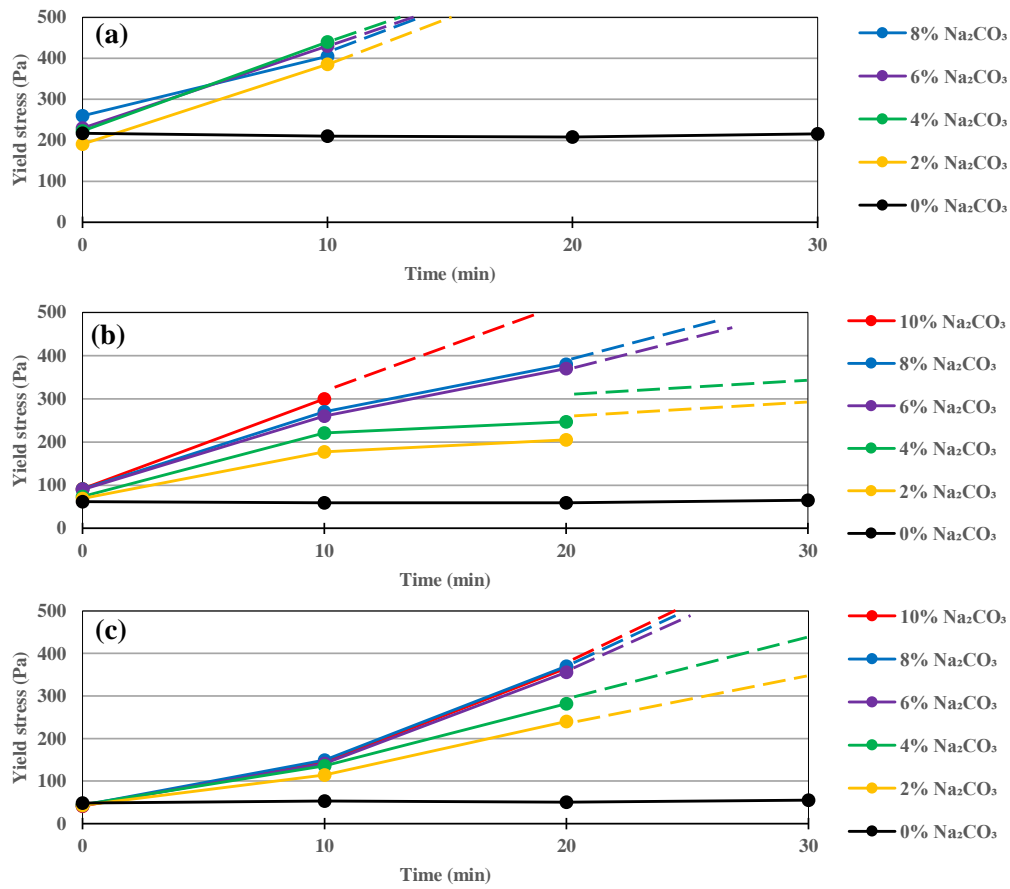 (a)
Yield stress (Pa)
500
400
300
200
100
0
0 10 20 30
Time (min)
8% Na₂CO₃
6% Na₂CO₃
4% Na₂CO₃
2% Na₂CO₃
0% Na₂CO₃
(b)
Yield stress (Pa)
500
400
300
200
100
0
0 10 20 30
Time (min)
10% Na₂CO₃
8% Na₂CO₃
6% Na₂CO₃
4% Na₂CO₃
2% Na₂CO₃
0% Na₂CO₃
(c)
Yield stress (Pa)
500
400
300
200
100
0
0 10 20 30
Time (min)
10% Na₂CO₃
8% Na₂CO₃
6% Na₂CO₃
4% Na₂CO₃
2% Na₂CO₃
0% Na₂CO₃